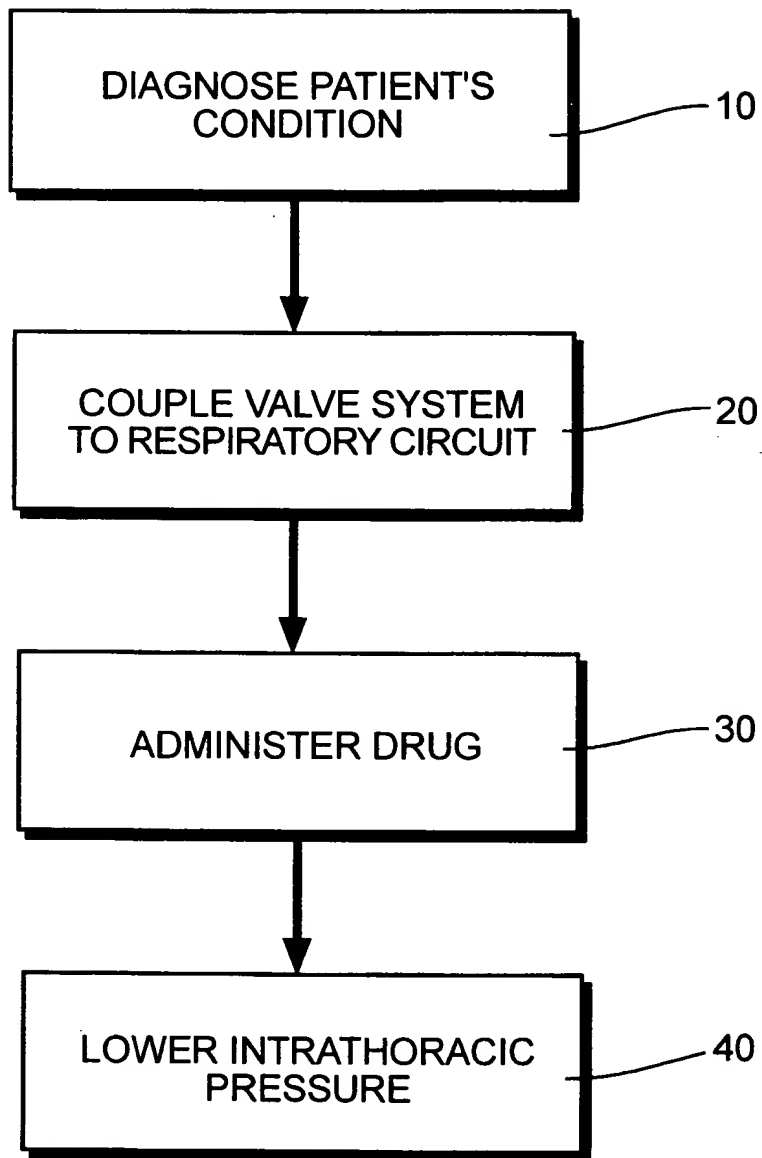 DIAGNOSE PATIENT'S
CONDITION
10
COUPLE VALVE SYSTEM
TO RESPIRATORY CIRCUIT
20
ADMINISTER DRUG
30
LOWER INTRATHORACIC
PRESSURE
40